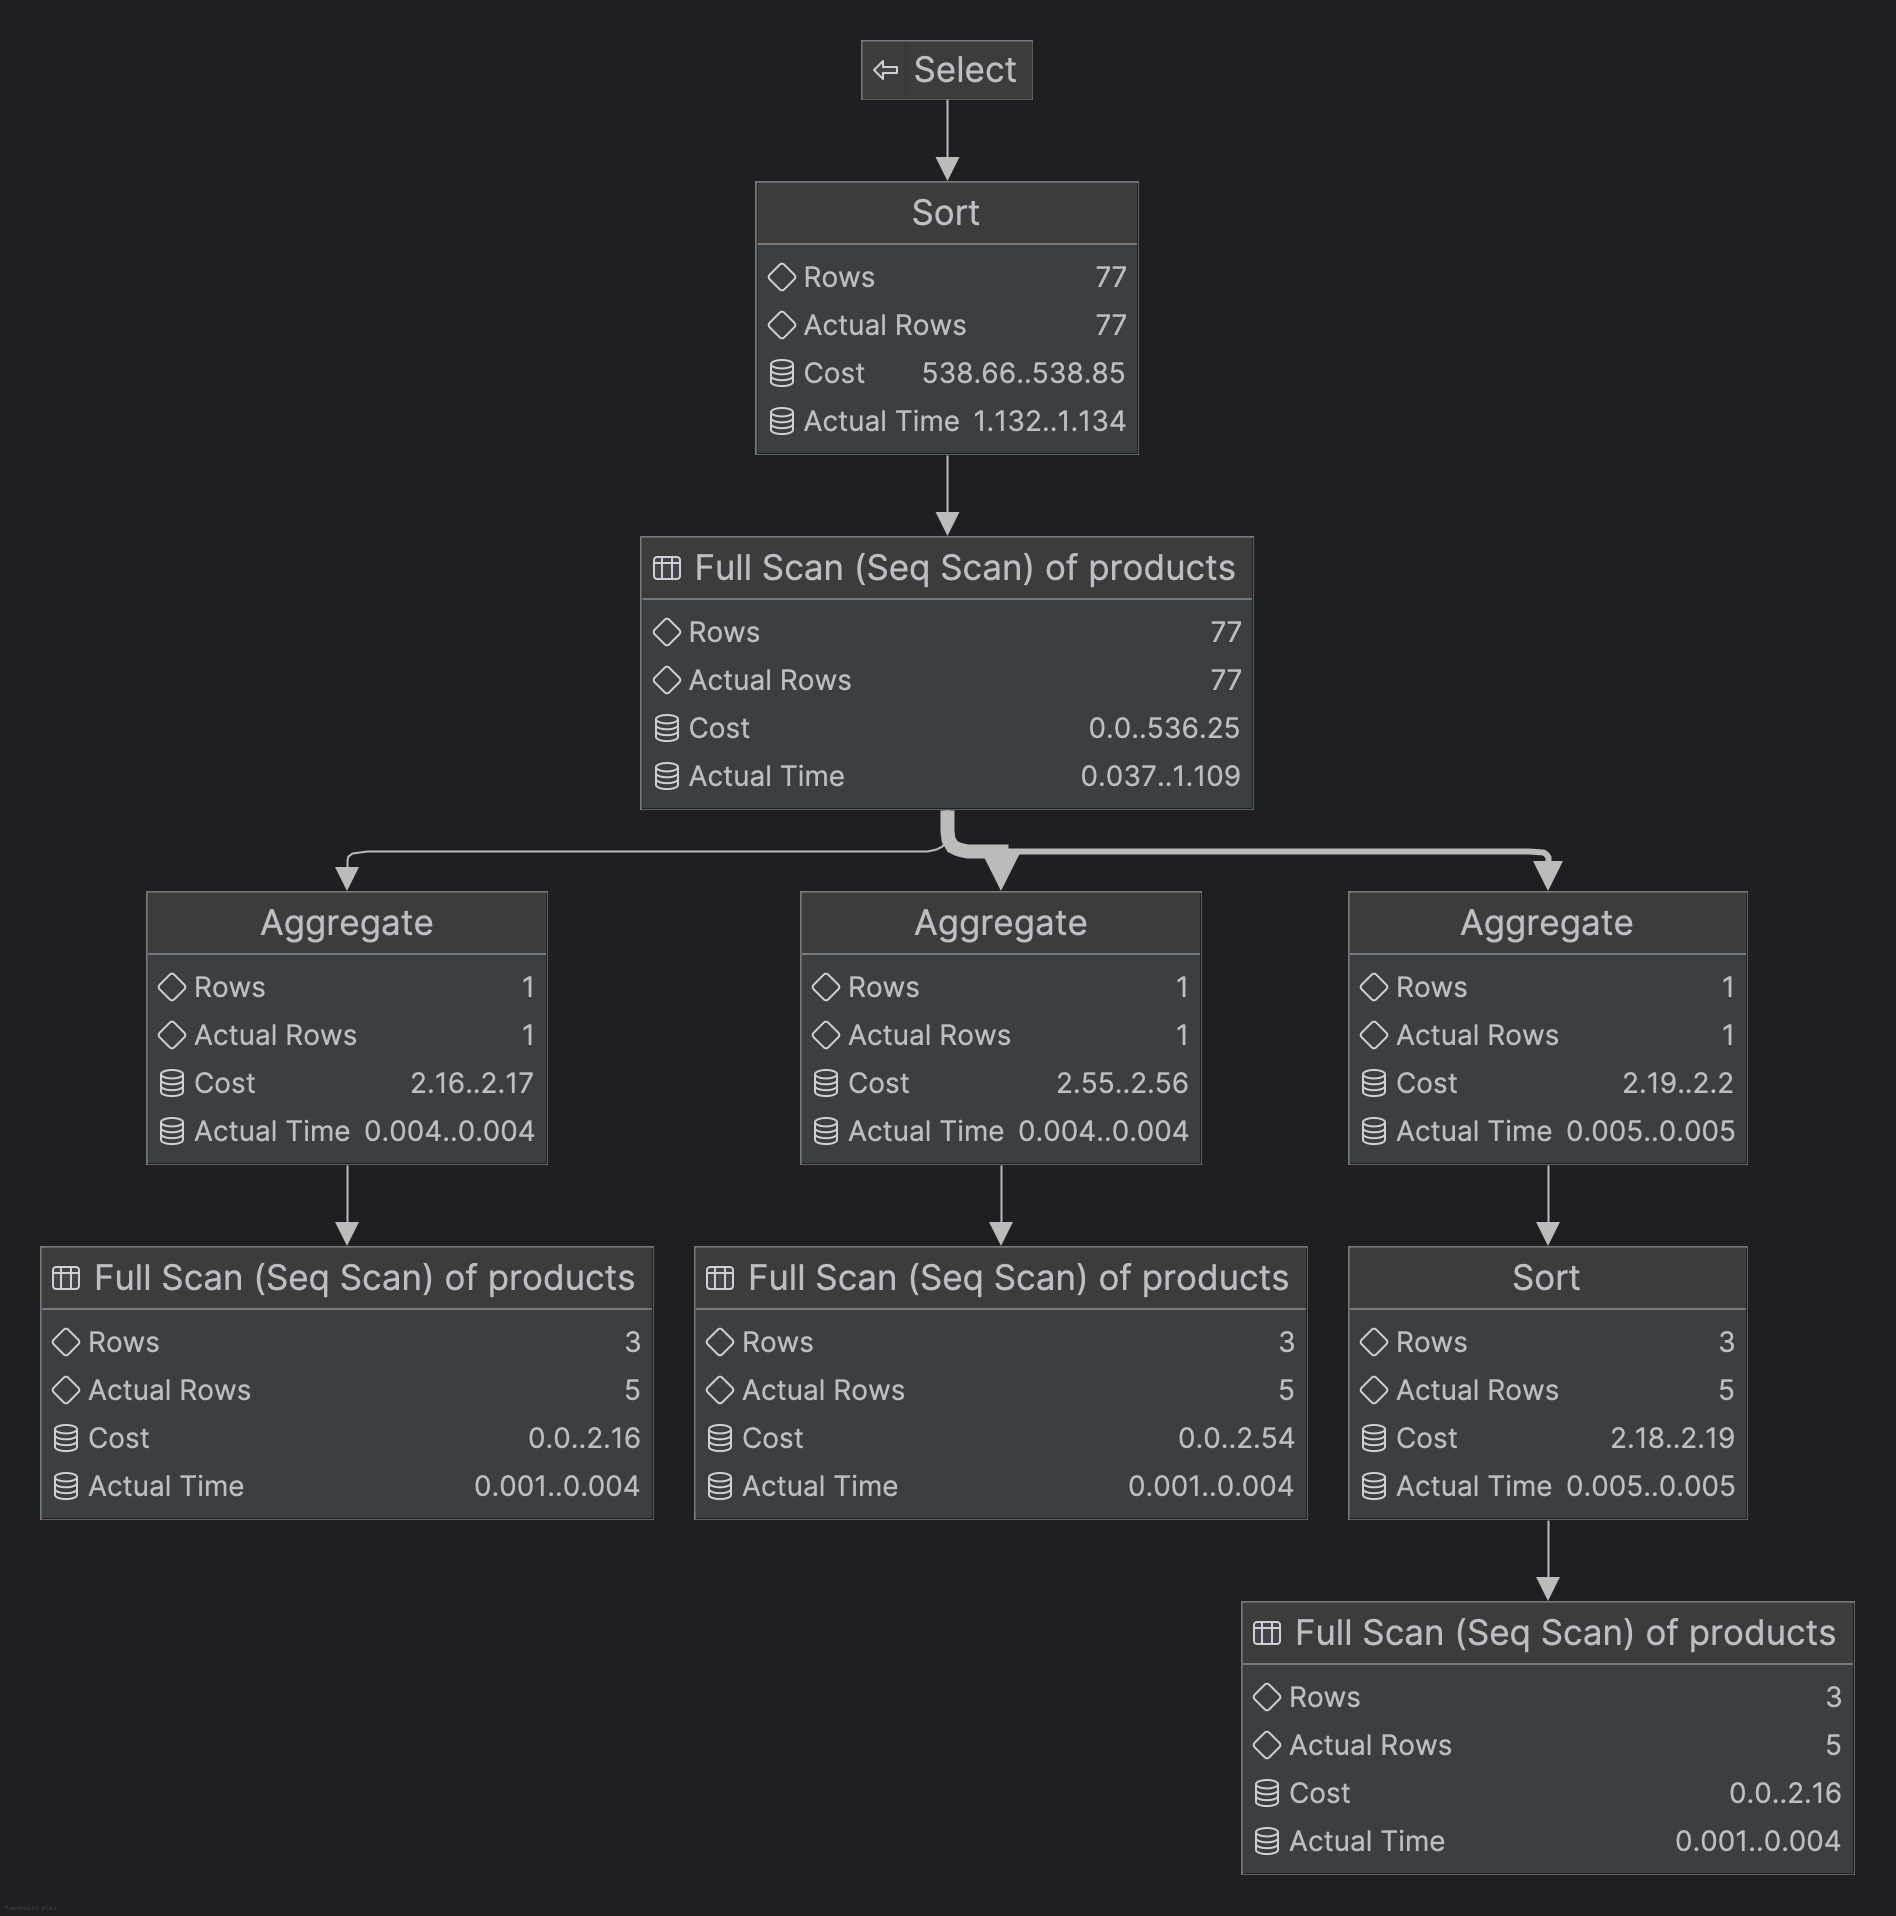 Select
Sort
Rows 77
Actual Rows 77
Cost 538.66..538.85
Actual Time 1.132..1.134
Full Scan (Seq Scan) of products
Rows 77
Actual Rows 77
Cost 0.0..536.25
Actual Time 0.037..1.109
Aggregate
Rows 1
Actual Rows 1
Cost 2.16..2.17
Actual Time 0.004..0.004
Aggregate
Rows 1
Actual Rows 1
Cost 2.55..2.56
Actual Time 0.004..0.004
Aggregate
Rows 1
Actual Rows 1
Cost 2.19..2.2
Actual Time 0.005..0.005
Full Scan (Seq Scan) of products
Rows 3
Actual Rows 5
Cost 0.0..2.16
Actual Time 0.001..0.004
Full Scan (Seq Scan) of products
Rows 3
Actual Rows 5
Cost 0.0..2.54
Actual Time 0.001..0.004
Sort
Rows 3
Actual Rows 5
Cost 2.18..2.19
Actual Time 0.005..0.005
Full Scan (Seq Scan) of products
Rows 3
Actual Rows 5
Cost 0.0..2.16
Actual Time 0.001..0.004